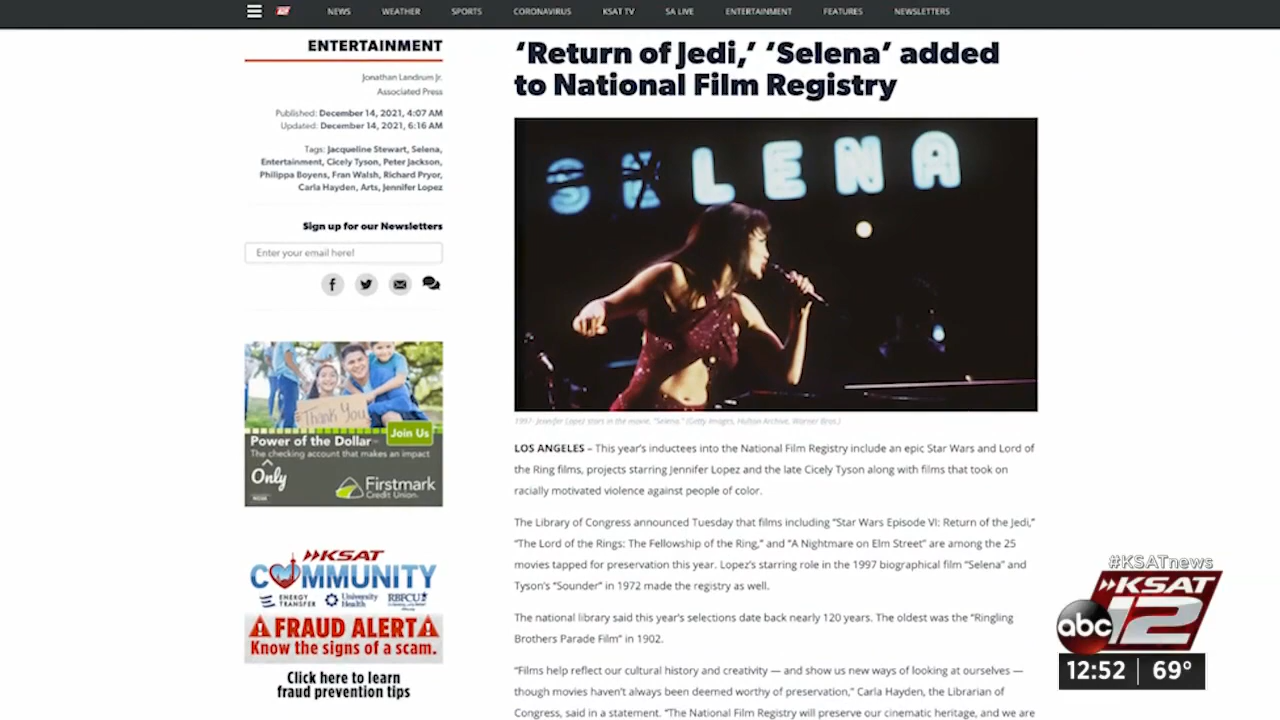 NEWS WEATHER SPORTS CORONAVIRUS KSAT TV SA LIVE ENTERTAINMENT FEATURES NEWSLETTERS
ENTERTAINMENT
Jonathan Landrum Jr.
Associated Press
Published: December 14, 2021, 4:07 AM
Updated: December 14, 2021, 6:16 AM
Tags: Jacqueline Stewart, Selena,
Entertainment, Cicely Tyson, Peter Jackson,
Philippa Boyens, Fran Walsh, Richard Pryor,
Carla Hayden, Arts, Jennifer Lopez
Sign up for our Newsletters
Enter your email here!
Thank You
Power of the Dollar
Join Us
The checking account that makes an impact
Only
Firstmark
Credit Union
KSAT
COMMUNITY
ENERGY TRANSFER
University Health
RBFCU
FRAUD ALERT
Know the signs of a scam.
Click here to learn
fraud prevention tips
‘Return of Jedi,’ ‘Selena’ added
to National Film Registry
SELENA
1997: Jennifer Lopez stars in the movie, "Selena." (Getty Images, Hulton Archive, Warner Bros.)
LOS ANGELES – This year’s inductees into the National Film Registry include an epic Star Wars and Lord of
the Ring films, projects starring Jennifer Lopez and the late Cicely Tyson along with films that took on
racially motivated violence against people of color.
The Library of Congress announced Tuesday that films including “Star Wars Episode VI: Return of the Jedi,”
“The Lord of the Rings: The Fellowship of the Ring,” and “A Nightmare on Elm Street” are among the 25
movies tapped for preservation this year. Lopez’s starring role in the 1997 biographical film “Selena” and
Tyson’s “Sounder” in 1972 made the registry as well.
The national library said this year’s selections date back nearly 120 years. The oldest was the “Ringling
Brothers Parade Film” in 1902.
“Films help reflect our cultural history and creativity — and show us new ways of looking at ourselves —
though movies haven’t always been deemed worthy of preservation,” Carla Hayden, the Librarian of
Congress, said in a statement. “The National Film Registry will preserve our cinematic heritage, and we are
#KSATnews
KSAT
abc 12
12:52 69°